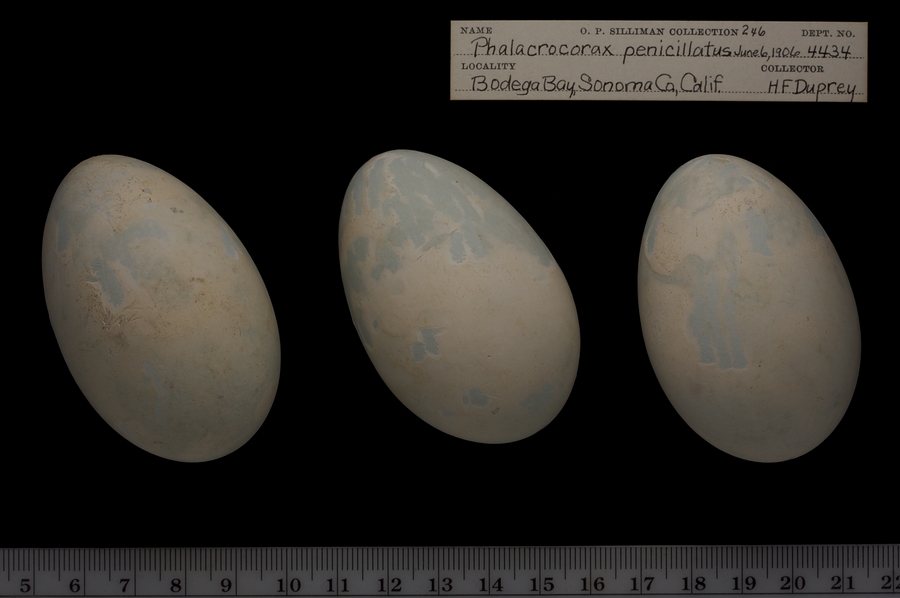 NAME O. P. SILLIMAN COLLECTION 246 DEPT. NO.
Phalacrocorax penicillatus June 6, 1906 4434
LOCALITY COLLECTOR
Bodega Bay, Sonoma Co., Calif. H.F. Duprey
5 6 7 8 9 10 11 12 13 14 15 16 17 18 19 20 21 22